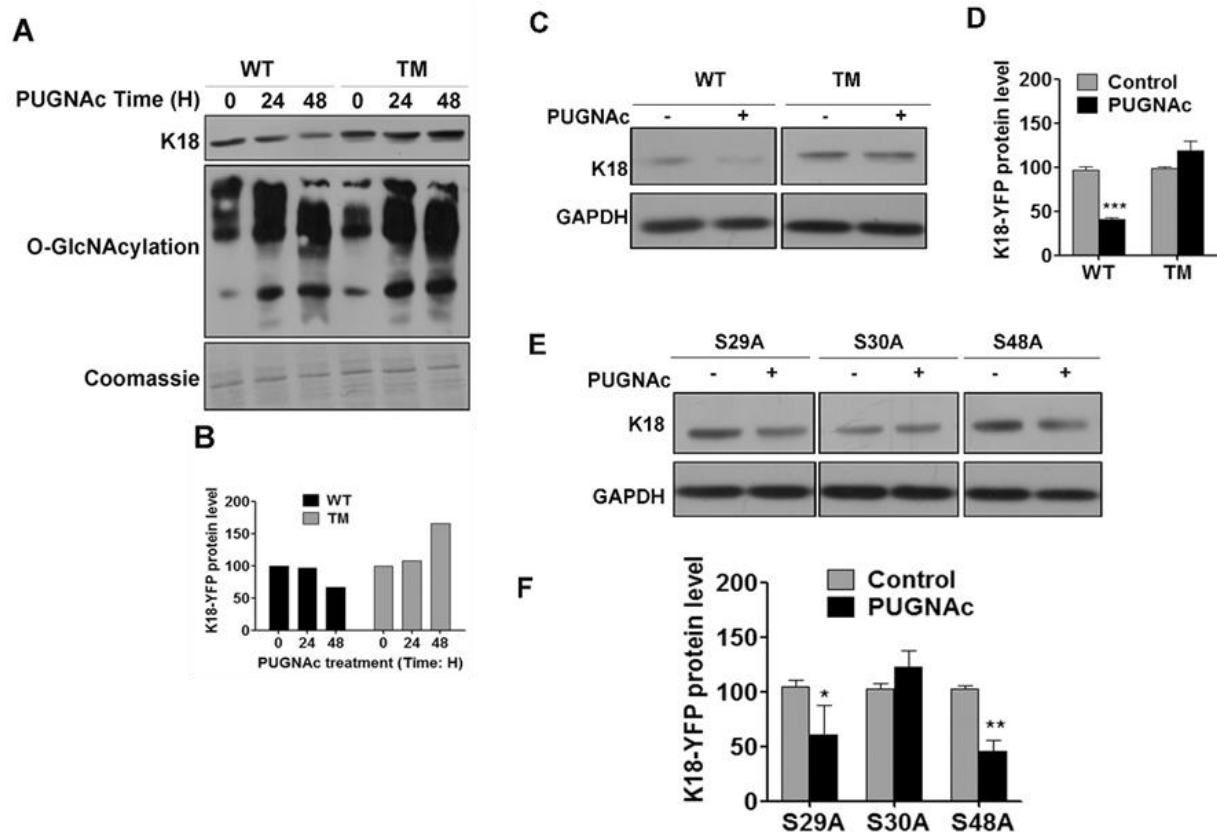 A
WT TM
PUGNAc Time (H) 0 24 48 0 24 48
K18
O-GlcNAcylation
Coomassie
B
K18-YFP protein level
200
150
100
50
0
WT
TM
0 24 48 0 24 48
PUGNAc treatment (Time: H)
C
WT TM
PUGNAc - + - +
K18
GAPDH
D
K18-YFP protein level
200
150
100
50
0
Control
PUGNAc
***
WT TM
E
S29A S30A S48A
PUGNAc - + - + - +
K18
GAPDH
F
K18-YFP protein level
200
150
100
50
0
Control
PUGNAc
* **
S29A S30A S48A